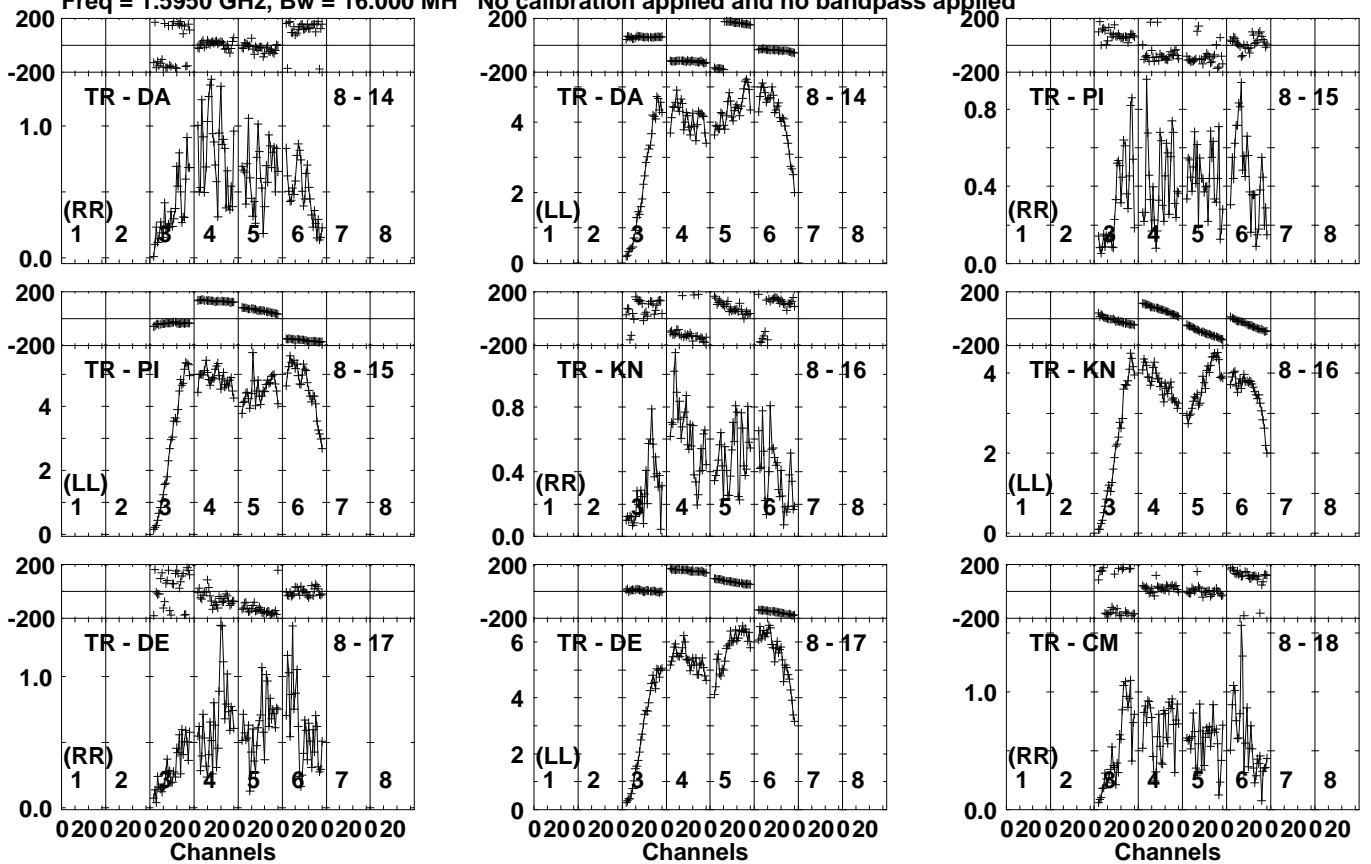 Freq = 1.5950 GHz, Bw = 16.000 MH No calibration applied and no bandpass applied
200 200 200
-200 -200 -200
TR - DA 8 - 14 TR - DA 8 - 14 TR - PI 8 - 15
1.0 4 0.8
2 0.4
(RR) (LL) (RR)
1 2 3 4 5 6 7 8 1 2 3 4 5 6 7 8 1 2 3 4 5 6 7 8
0.0 0 0.0
200 200 200
-200 -200 -200
TR - PI 8 - 15 TR - KN 8 - 16 TR - KN 8 - 16
4 0.8 4
2 0.4 2
(LL) (RR) (LL)
1 2 3 4 5 6 7 8 1 2 3 4 5 6 7 8 1 2 3 4 5 6 7 8
0 0.0 0
200 200 200
-200 -200 -200
TR - DE 8 - 17 TR - DE 8 - 17 TR - CM 8 - 18
1.0 6 1.0
4
2
(RR) (LL) (RR)
1 2 3 4 5 6 7 8 1 2 3 4 5 6 7 8 1 2 3 4 5 6 7 8
0.0 0 0.0
0 20 0 20 0 20 0 20 0 20 0 20 0 20 0 20 0 20 0 20 0 20 0 20 0 20 0 20 0 20 0 20 0 20 0 20 0 20 0 20 0 20 0 20 0 20 0 20
Channels Channels Channels